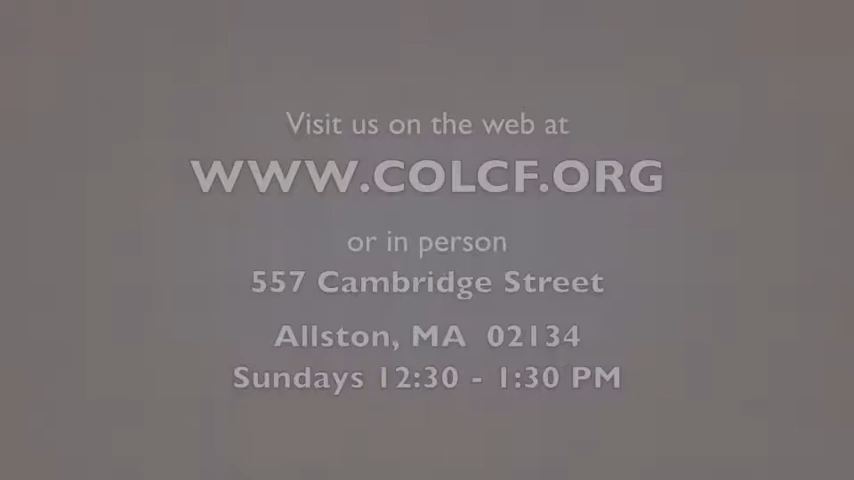 Visit us on the web at
WWW.COLCF.ORG
or in person
557 Cambridge Street
Allston, MA  02134
Sundays 12:30 - 1:30 PM